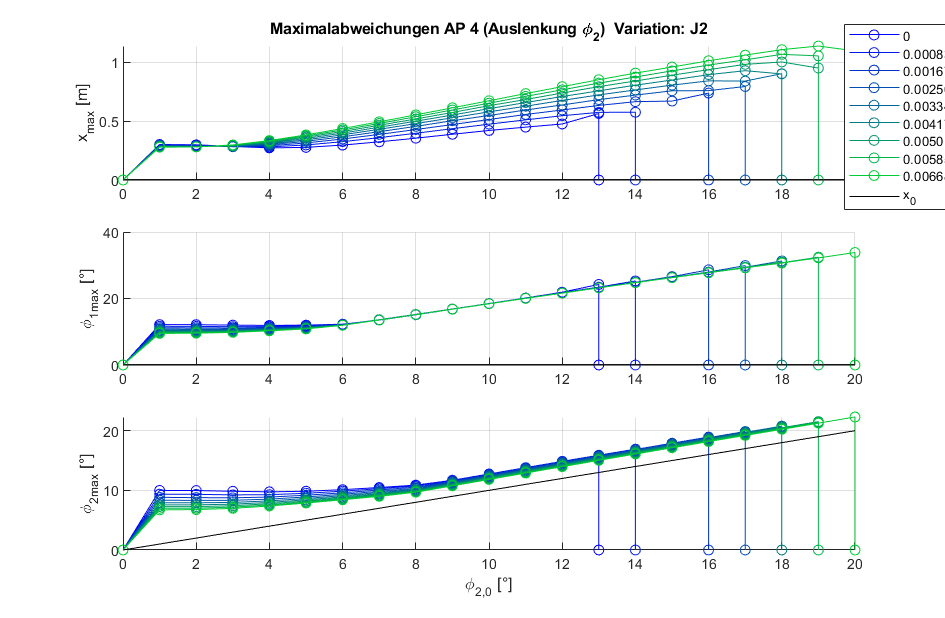 Maximalabweichungen AP 4 (Auslenkung ϕ2) Variation: J2
xmax [m]
1
0.5
0
0 2 4 6 8 10 12 14 16 18
0
0.0008
0.0016
0.0025
0.0033
0.0041
0.0050
0.0058
0.0066
x0
ϕ1max [°]
40
20
0
0 2 4 6 8 10 12 14 16 18 20
ϕ2max [°]
20
10
0
0 2 4 6 8 10 12 14 16 18 20
ϕ2,0 [°]